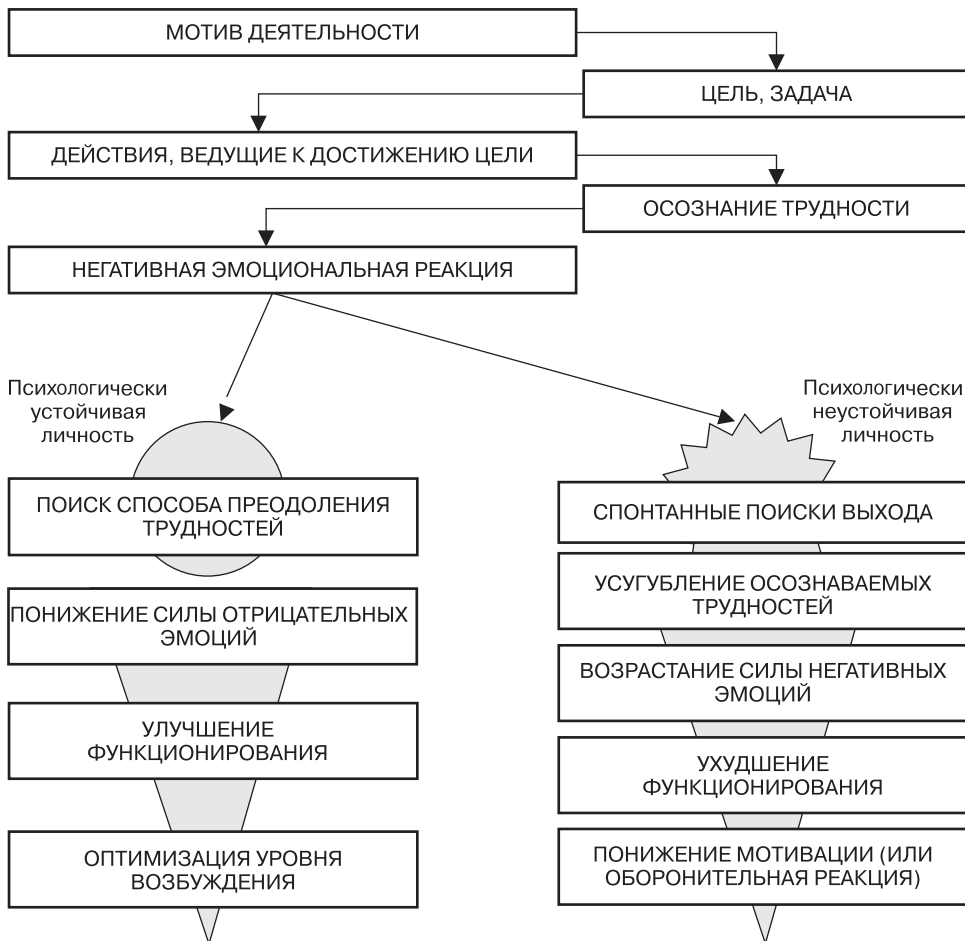 МОТИВ ДЕЯТЕЛЬНОСТИ
ЦЕЛЬ, ЗАДАЧА
ДЕЙСТВИЯ, ВЕДУЩИЕ К ДОСТИЖЕНИЮ ЦЕЛИ
ОСОЗНАНИЕ ТРУДНОСТИ
НЕГАТИВНАЯ ЭМОЦИОНАЛЬНАЯ РЕАКЦИЯ
Психологически
устойчивая
личность
ПОИСК СПОСОБА ПРЕОДОЛЕНИЯ
ТРУДНОСТЕЙ
ПОНИЖЕНИЕ СИЛЫ ОТРИЦАТЕЛЬНЫХ
ЭМОЦИЙ
УЛУЧШЕНИЕ
ФУНКЦИОНИРОВАНИЯ
ОПТИМИЗАЦИЯ УРОВНЯ
ВОЗБУЖДЕНИЯ
Психологически
неустойчивая
личность
СПОНТАННЫЕ ПОИСКИ ВЫХОДА
УСУГУБЛЕНИЕ ОСОЗНАВАЕМЫХ
ТРУДНОСТЕЙ
ВОЗРАСТАНИЕ СИЛЫ НЕГАТИВНЫХ
ЭМОЦИЙ
УХУДШЕНИЕ
ФУНКЦИОНИРОВАНИЯ
ПОНИЖЕНИЕ МОТИВАЦИИ (ИЛИ
ОБОРОНИТЕЛЬНАЯ РЕАКЦИЯ)